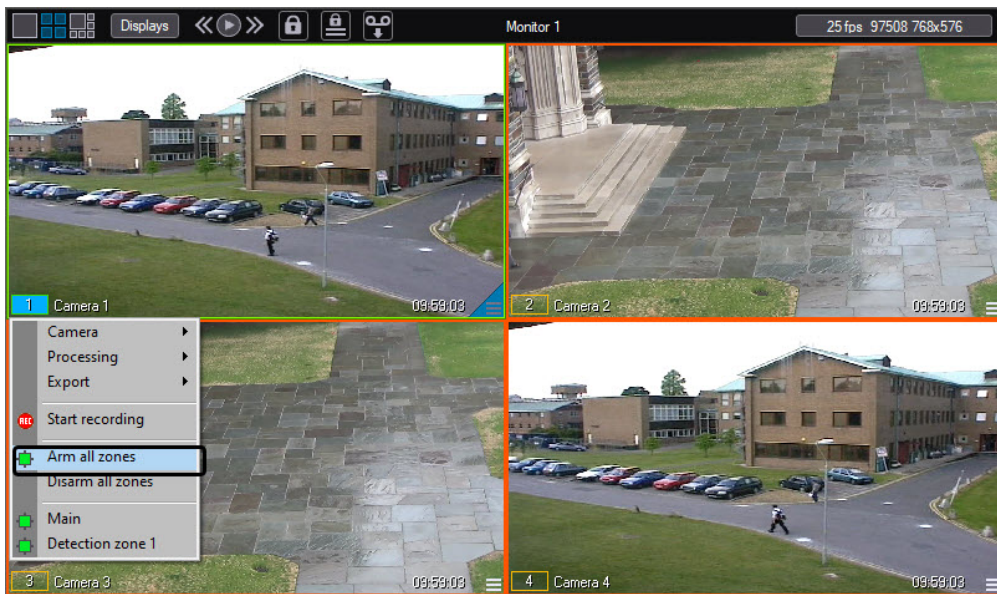 Displays
Monitor 1
25 fps 97508 768x576
1 Camera 1 09:59:03
2 Camera 2 09:59:03
Camera
Processing
Export
REC Start recording
Arm all zones
Disarm all zones
Main
Detection zone 1
3 Camera 3 09:59:03
4 Camera 4 09:59:03